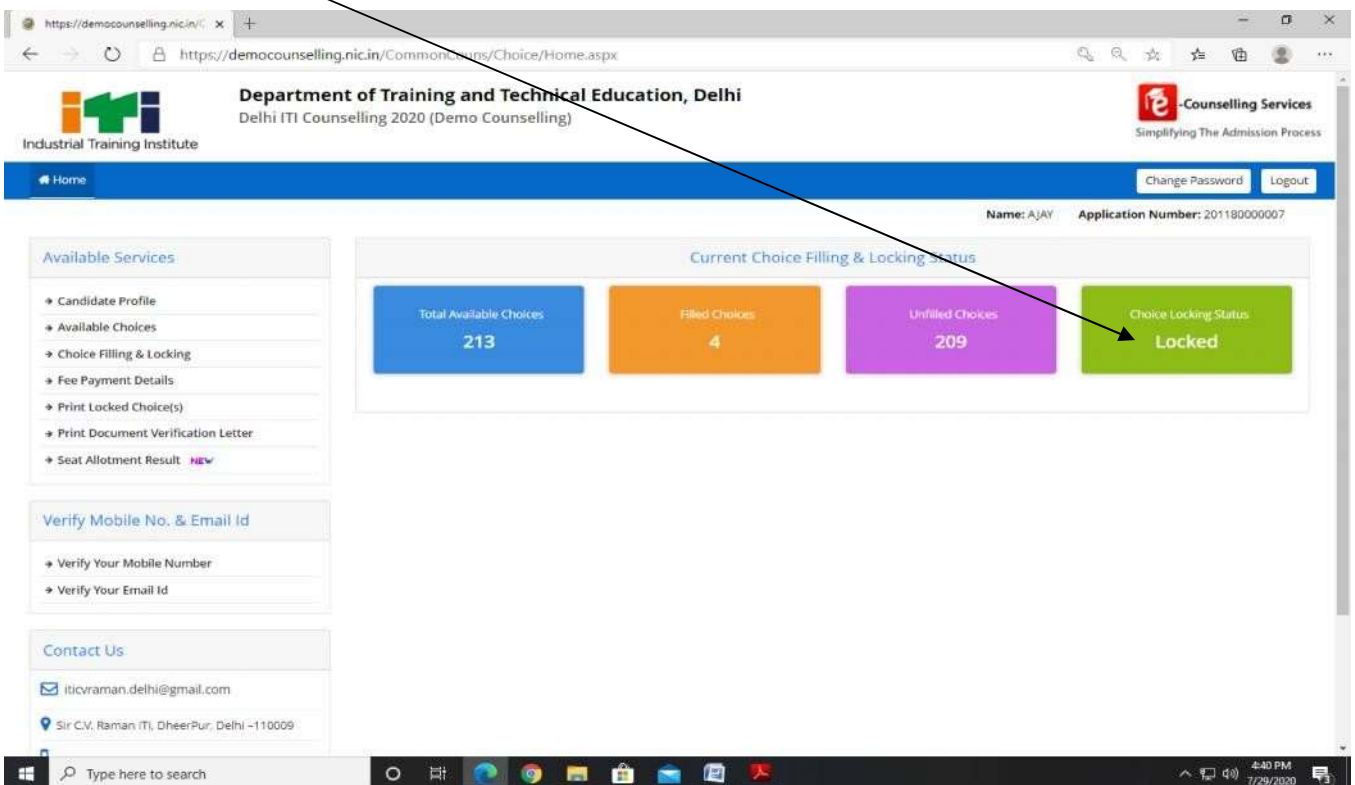 https://democounselling.nic.in/C
https://democounselling.nic.in/CommonCouns/Choice/Home.aspx
Industrial Training Institute
Department of Training and Technical Education, Delhi
Delhi ITI Counselling 2020 (Demo Counselling)
e-Counselling Services
Simplifying The Admission Process
Home
Change Password
Logout
Name: AJAY Application Number: 201180000007
Available Services
Candidate Profile
Available Choices
Choice Filling & Locking
Fee Payment Details
Print Locked Choice(s)
Print Document Verification Letter
Seat Allotment Result NEW
Current Choice Filling & Locking Status
Total Available Choices
213
Filled Choices
4
Unfilled Choices
209
Choice Locking Status
Locked
Verify Mobile No. & Email Id
Verify Your Mobile Number
Verify Your Email Id
Contact Us
iticvraman.delhi@gmail.com
Sir C.V. Raman ITI, DheerPur, Delhi -110009
Type here to search
4:40 PM
7/29/2020
3